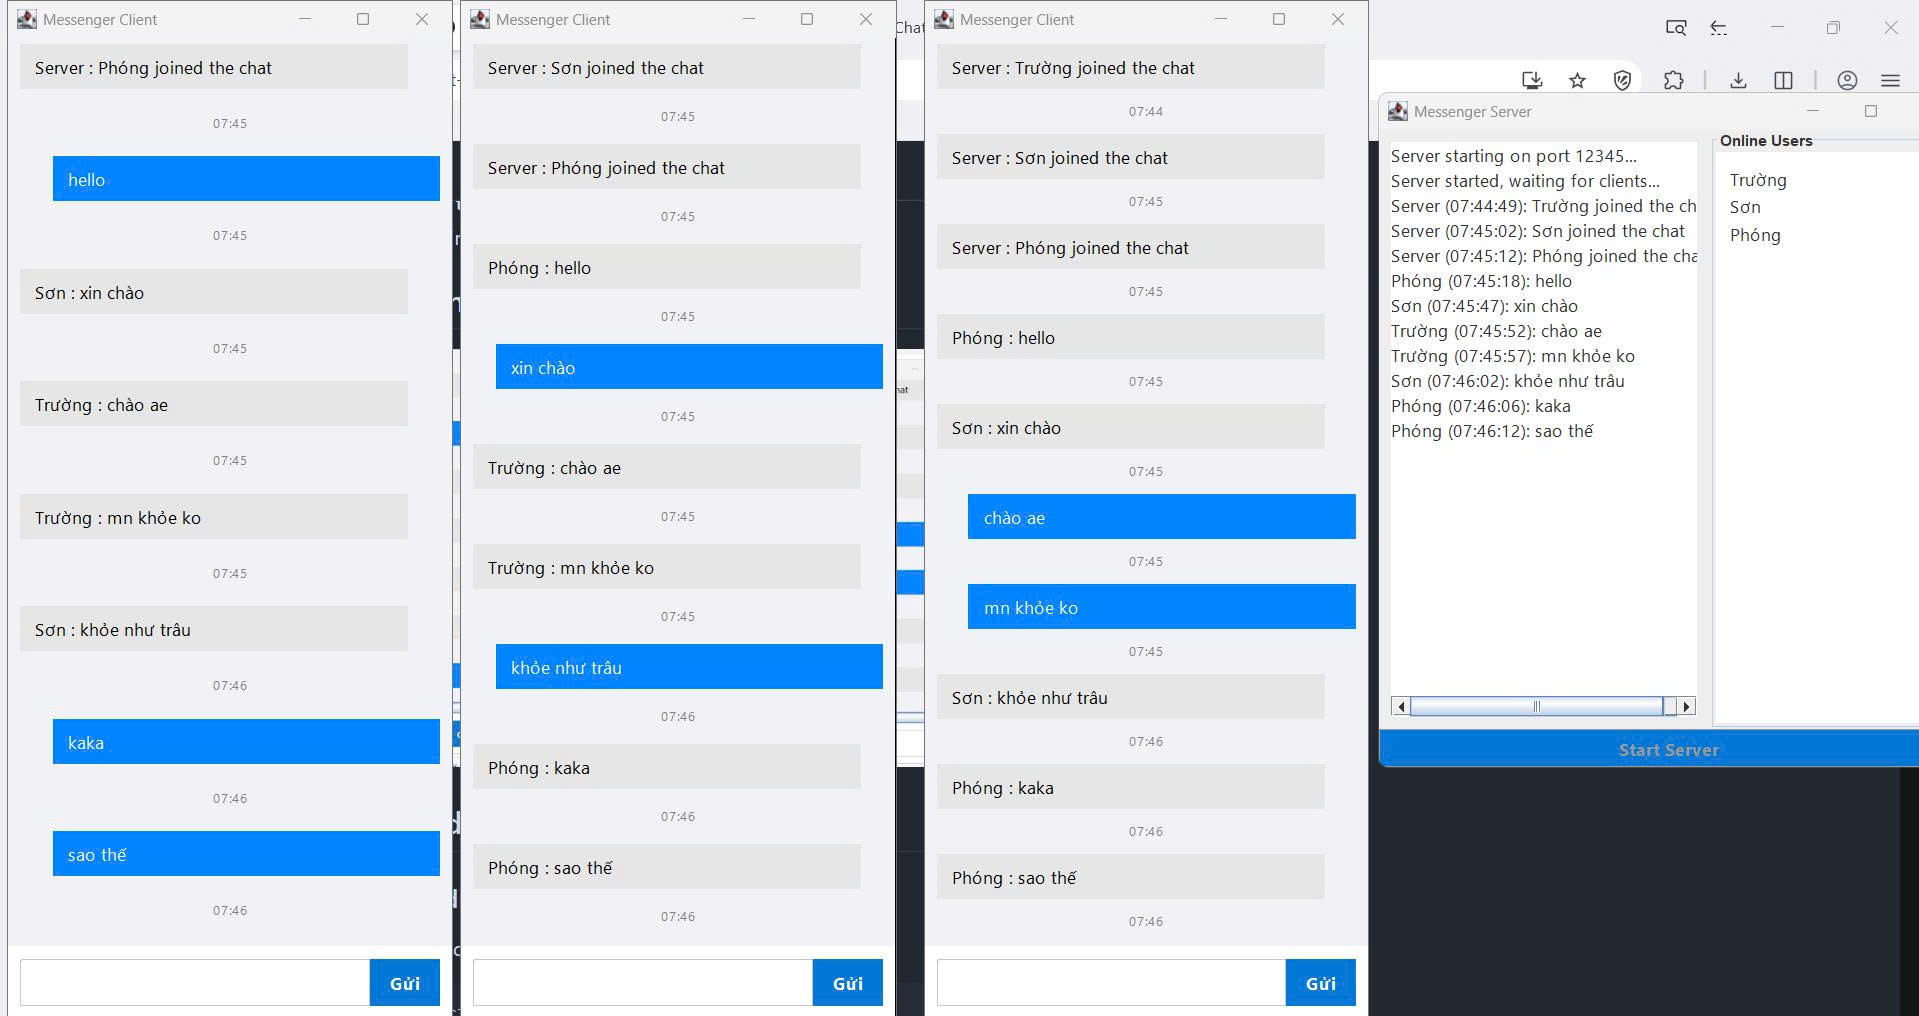 Messenger Client
Server : Phóng joined the chat
07:45
hello
07:45
Sơn : xin chào
07:45
Trường : chào ae
07:45
Trường : mn khỏe ko
07:45
Sơn : khỏe như trâu
07:46
kaka
07:46
sao thế
07:46
Gửi
Messenger Client
Server : Sơn joined the chat
07:45
Server : Phóng joined the chat
07:45
Phóng : hello
07:45
xin chào
07:45
Trường : chào ae
07:45
Trường : mn khỏe ko
07:45
khỏe như trâu
07:46
Phóng : kaka
07:46
Phóng : sao thế
07:46
Gửi
Chat
Messenger Client
Server : Trường joined the chat
07:44
Server : Sơn joined the chat
07:45
Server : Phóng joined the chat
07:45
Phóng : hello
07:45
Sơn : xin chào
07:45
chào ae
07:45
mn khỏe ko
07:45
Sơn : khỏe như trâu
07:46
Phóng : kaka
07:46
Phóng : sao thế
07:46
Gửi
Messenger Server
Server starting on port 12345...
Server started, waiting for clients...
Server (07:44:49): Trường joined the ch
Server (07:45:02): Sơn joined the chat
Server (07:45:12): Phóng joined the cha
Phóng (07:45:18): hello
Sơn (07:45:47): xin chào
Trường (07:45:52): chào ae
Trường (07:45:57): mn khỏe ko
Sơn (07:46:02): khỏe như trâu
Phóng (07:46:06): kaka
Phóng (07:46:12): sao thế
Online Users
Trường
Sơn
Phóng
Start Server